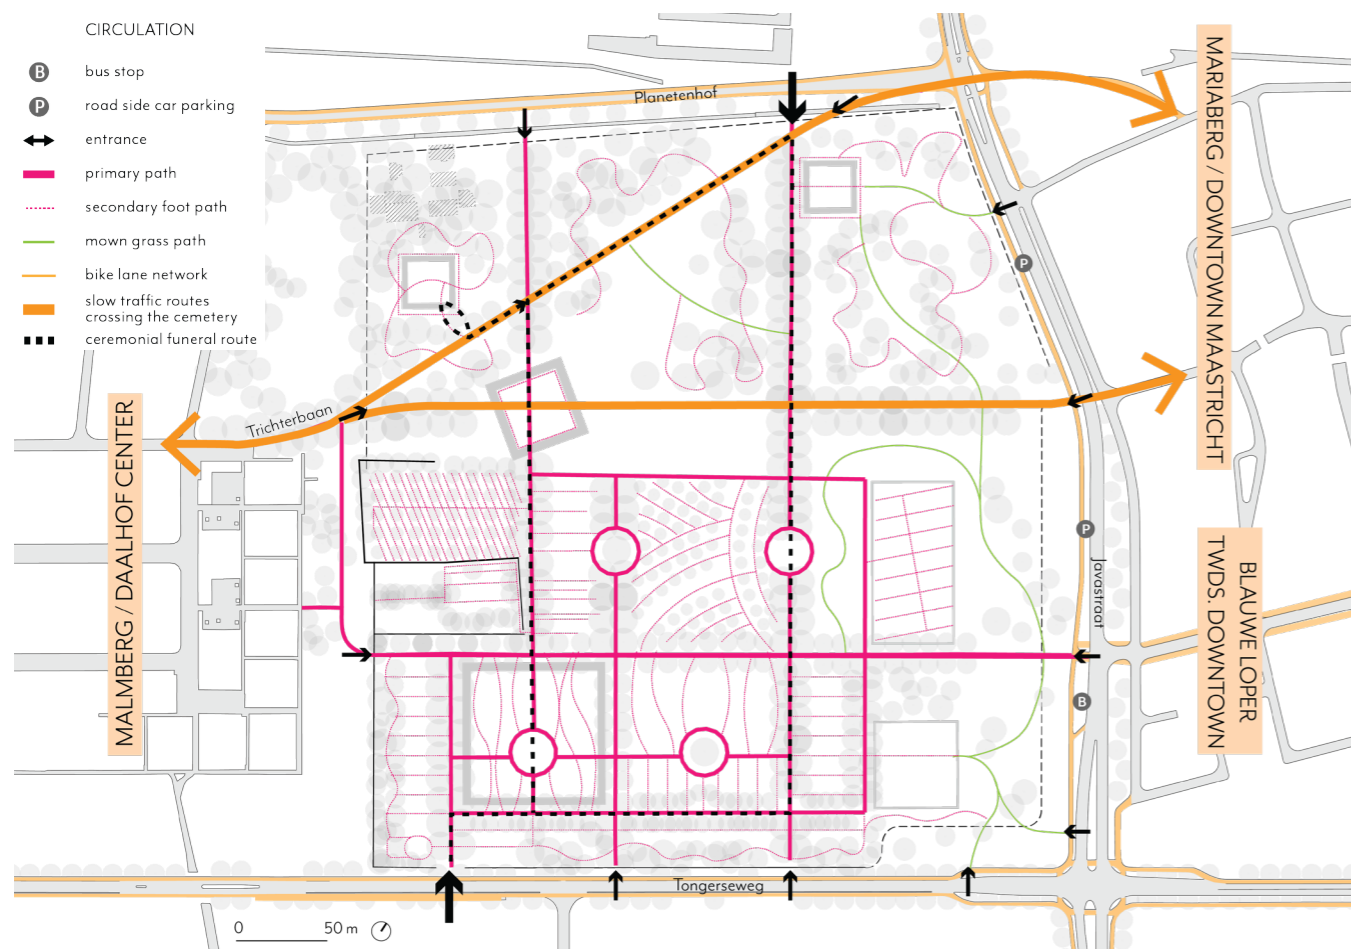 CIRCULATION
B
bus stop
P
road side car parking
entrance
primary path
secondary foot path
mown grass path
bike lane network
slow traffic routes
crossing the cemetery
ceremonial funeral route
Planetenhof
MARIABERG / DOWNTOWN MAASTRICHT
P
Trichterbaan
MALMBERG / DAALHOF CENTER
P
Javastraat
BLAUWE LOPER
TWDS. DOWNTOWN
B
Tongerseweg
0 50 m